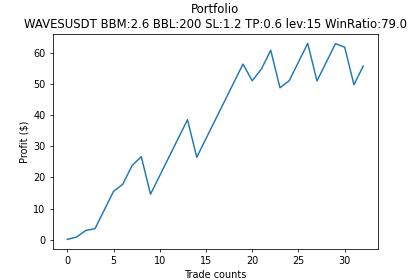 Portfolio
WAVESUSDT BBM:2.6 BBL:200 SL:1.2 TP:0.6 lev:15 WinRatio:79.0
60
50
40
30
20
10
0
Profit ($)
0 5 10 15 20 25 30
Trade counts